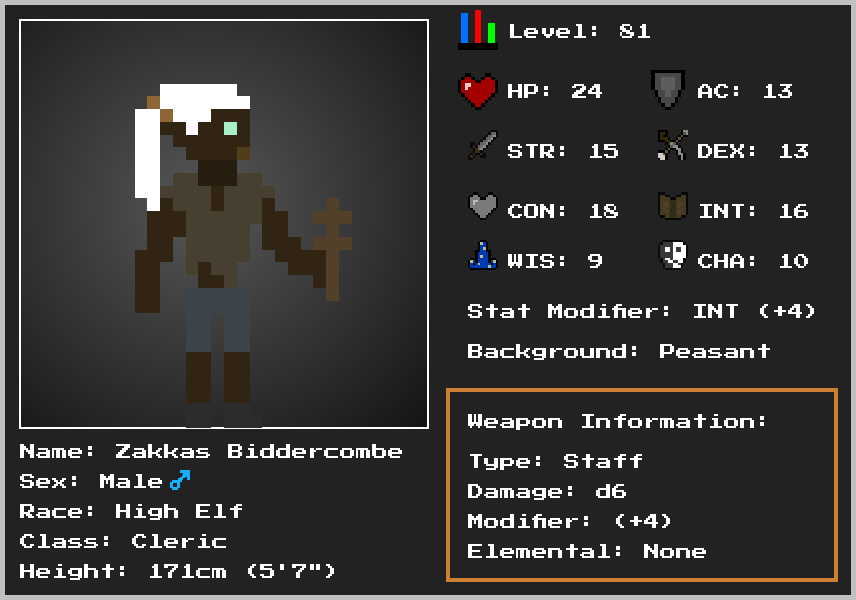 Level: 81
HP: 24 AC: 13
STR: 15 DEX: 13
CON: 18 INT: 16
WIS: 9 CHA: 10
Stat Modifier: INT (+4)
Background: Peasant
Weapon Information:
Type: Staff
Damage: d6
Modifier: (+4)
Elemental: None
Name: Zakkas Biddercombe
Sex: Male♂
Race: High Elf
Class: Cleric
Height: 171cm (5'7")